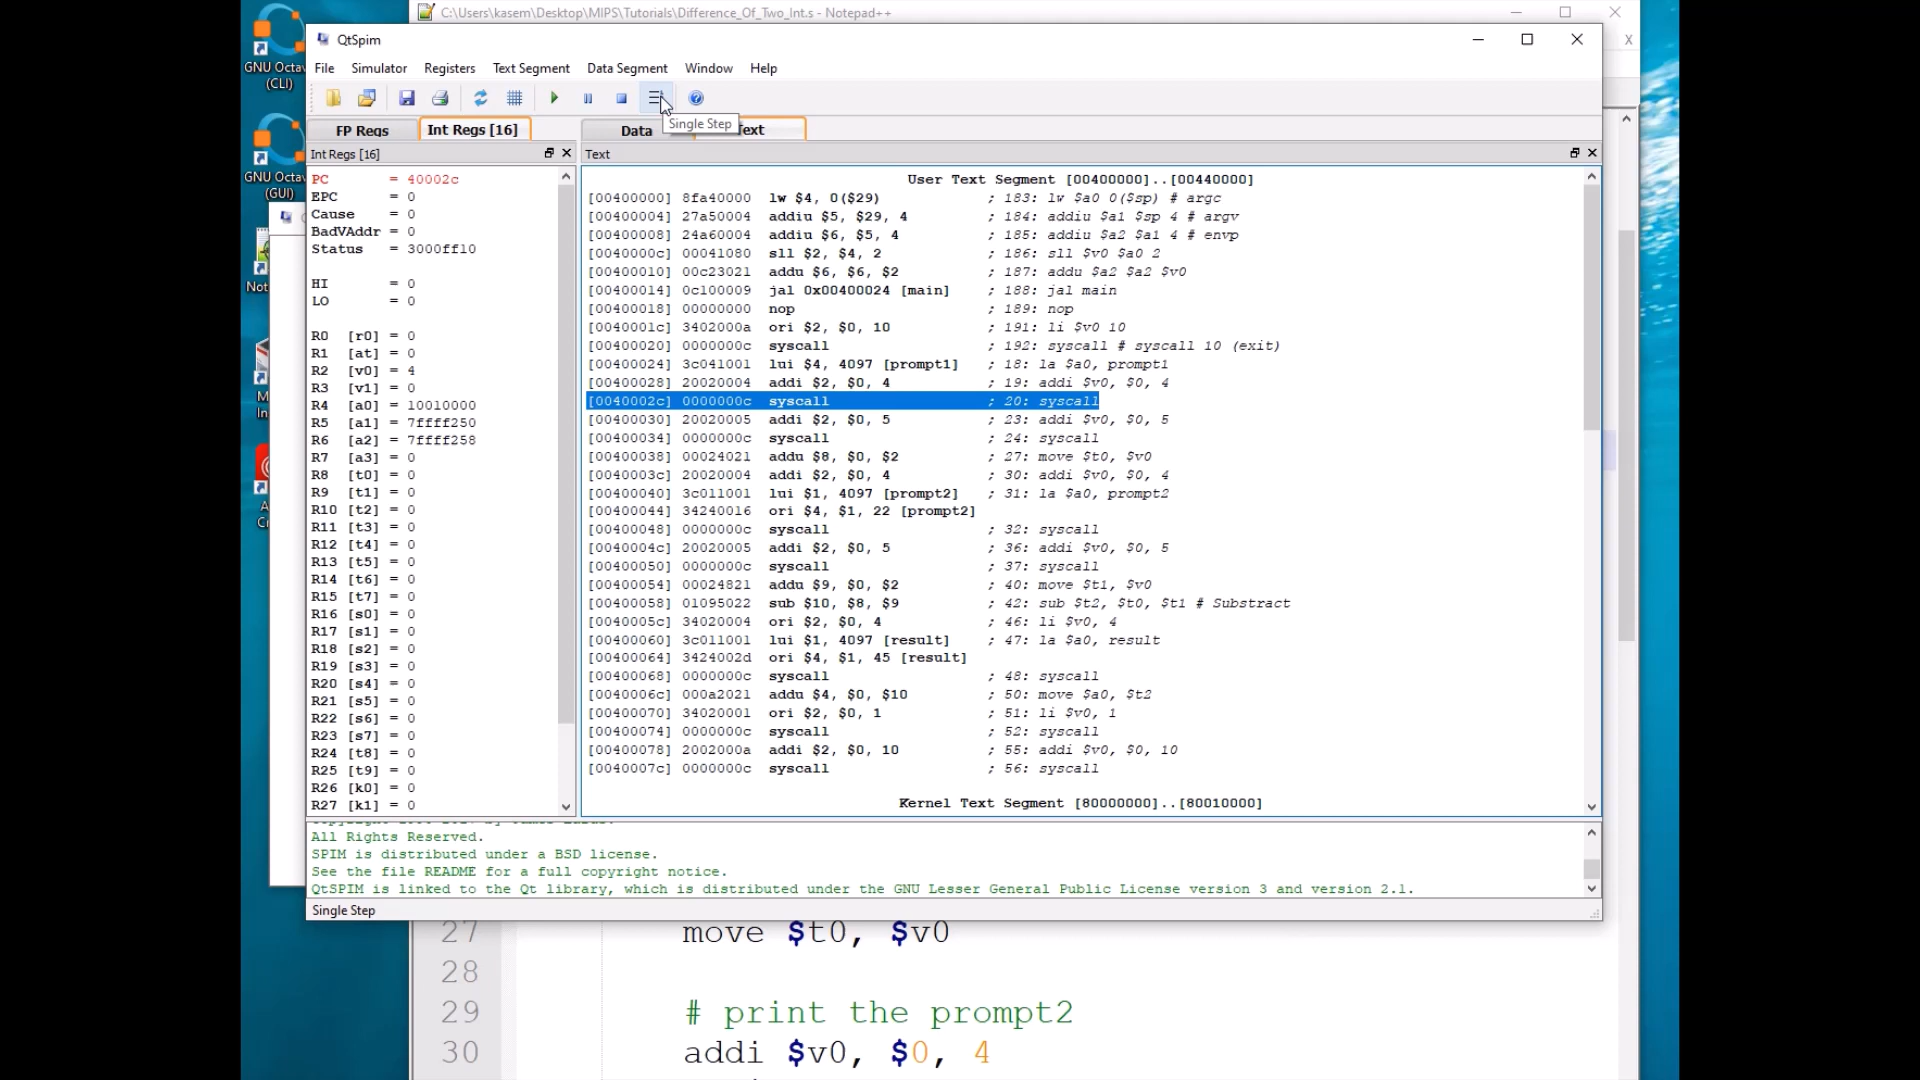 C:\Users\kasem\Desktop\MIPS\Tutorials\Difference_Of_Two_Int.s - Notepad++
QtSpim
File Simulator Registers Text Segment Data Segment Window Help
GNU Octav
(CLI)
GNU Octav
(GUI)
Single Step
FP Regs Int Regs [16] Data
Int Regs [16]
PC = 40002c
EPC = 0
Cause = 0
BadVAddr = 0
Status = 3000ff10
HI = 0
LO = 0
R0 [r0] = 0
R1 [at] = 0
R2 [v0] = 4
R3 [v1] = 0
R4 [a0] = 10010000
R5 [a1] = 7ffff250
R6 [a2] = 7ffff258
R7 [a3] = 0
R8 [t0] = 0
R9 [t1] = 0
R10 [t2] = 0
R11 [t3] = 0
R12 [t4] = 0
R13 [t5] = 0
R14 [t6] = 0
R15 [t7] = 0
R16 [s0] = 0
R17 [s1] = 0
R18 [s2] = 0
R19 [s3] = 0
R20 [s4] = 0
R21 [s5] = 0
R22 [s6] = 0
R23 [s7] = 0
R24 [t8] = 0
R25 [t9] = 0
R26 [k0] = 0
R27 [k1] = 0
Text
User Text Segment [00400000]..[00440000]
[00400000] 8fa40000 lw $4, 0($29) ; 183: lw $a0 0($sp) # argc
[00400004] 27a50004 addiu $5, $29, 4 ; 184: addiu $a1 $sp 4 # argv
[00400008] 24a60004 addiu $6, $5, 4 ; 185: addiu $a2 $a1 4 # envp
[0040000c] 00041080 sll $2, $4, 2 ; 186: sll $v0 $a0 2
[00400010] 00c23021 addu $6, $6, $2 ; 187: addu $a2 $a2 $v0
[00400014] 0c100009 jal 0x00400024 [main] ; 188: jal main
[00400018] 00000000 nop ; 189: nop
[0040001c] 3402000a ori $2, $0, 10 ; 191: li $v0 10
[00400020] 0000000c syscall ; 192: syscall # syscall 10 (exit)
[00400024] 3c041001 lui $4, 4097 [prompt1] ; 18: la $a0, prompt1
[00400028] 20020004 addi $2, $0, 4 ; 19: addi $v0, $0, 4
[0040002c] 0000000c syscall ; 20: syscall
[00400030] 20020005 addi $2, $0, 5 ; 23: addi $v0, $0, 5
[00400034] 0000000c syscall ; 24: syscall
[00400038] 00024021 addu $8, $0, $2 ; 27: move $t0, $v0
[0040003c] 20020004 addi $2, $0, 4 ; 30: addi $v0, $0, 4
[00400040] 3c011001 lui $1, 4097 [prompt2] ; 31: la $a0, prompt2
[00400044] 34240016 ori $4, $1, 22 [prompt2]
[00400048] 0000000c syscall ; 32: syscall
[0040004c] 20020005 addi $2, $0, 5 ; 36: addi $v0, $0, 5
[00400050] 0000000c syscall ; 37: syscall
[00400054] 00024821 addu $9, $0, $2 ; 40: move $t1, $v0
[00400058] 01095022 sub $10, $8, $9 ; 42: sub $t2, $t0, $t1 # Substract
[0040005c] 34020004 ori $2, $0, 4 ; 46: li $v0, 4
[00400060] 3c011001 lui $1, 4097 [result] ; 47: la $a0, result
[00400064] 3424002d ori $4, $1, 45 [result]
[00400068] 0000000c syscall ; 48: syscall
[0040006c] 000a2021 addu $4, $0, $10 ; 50: move $a0, $t2
[00400070] 34020001 ori $2, $0, 1 ; 51: li $v0, 1
[00400074] 0000000c syscall ; 52: syscall
[00400078] 2002000a addi $2, $0, 10 ; 55: addi $v0, $0, 10
[0040007c] 0000000c syscall ; 56: syscall
Kernel Text Segment [80000000]..[80010000]
All Rights Reserved.
SPIM is distributed under a BSD license.
See the file README for a full copyright notice.
QtSPIM is linked to the Qt library, which is distributed under the GNU Lesser General Public License version 3 and version 2.1.
Single Step
27 move $t0, $v0
28
29 # print the prompt2
30 addi $v0, $0, 4